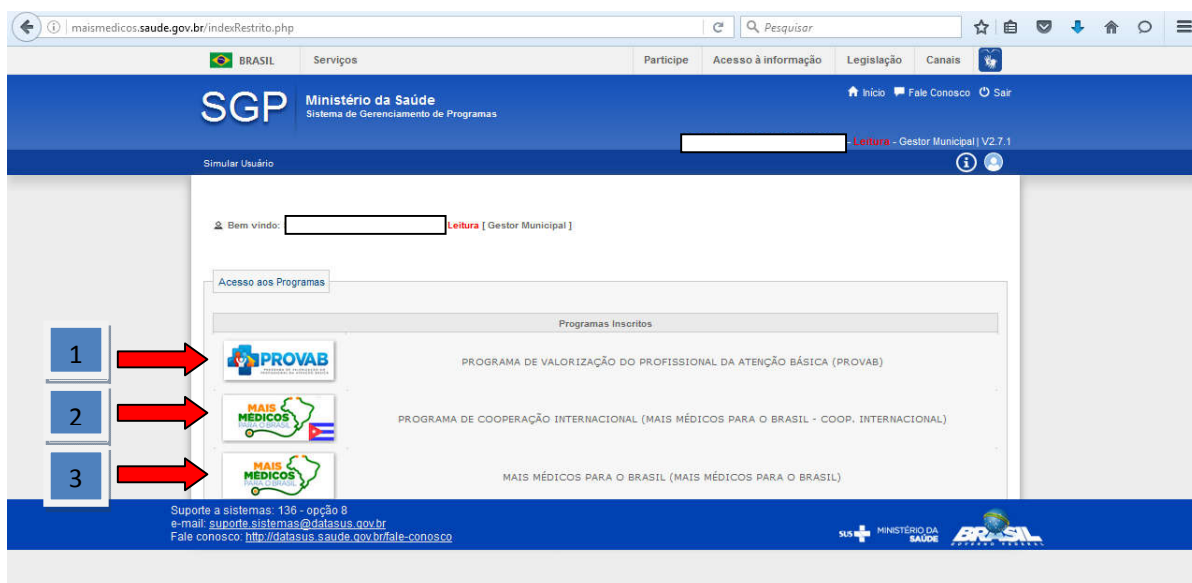 maismedicos.saude.gov.br/indexRestrito.php
Pesquisar
BRASIL Serviços Participe Acesso à informação Legislação Canais
Início Fale Conosco Sair
SGP Ministério da Saúde
Sistema de Gerenciamento de Programas
- Leitura - Gestor Municipal | V2.7.1
Simular Usuário
Bem vindo: Leitura [ Gestor Municipal ]
Acesso aos Programas
Programas Inscritos
1 PROVAB PROGRAMA DE VALORIZAÇÃO DO PROFISSIONAL DA ATENÇÃO BÁSICA (PROVAB)
2 MAIS MÉDICOS PARA O BRASIL PROGRAMA DE COOPERAÇÃO INTERNACIONAL (MAIS MÉDICOS PARA O BRASIL - COOP. INTERNACIONAL)
3 MAIS MÉDICOS PARA O BRASIL MAIS MÉDICOS PARA O BRASIL (MAIS MÉDICOS PARA O BRASIL)
Suporte a sistemas: 136 - opção 8
e-mail: suporte.sistemas@datasus.gov.br
Fale conosco: http://datasus.saude.gov.br/fale-conosco
SUS MINISTÉRIO DA SAÚDE BRASIL GOVERNO FEDERAL